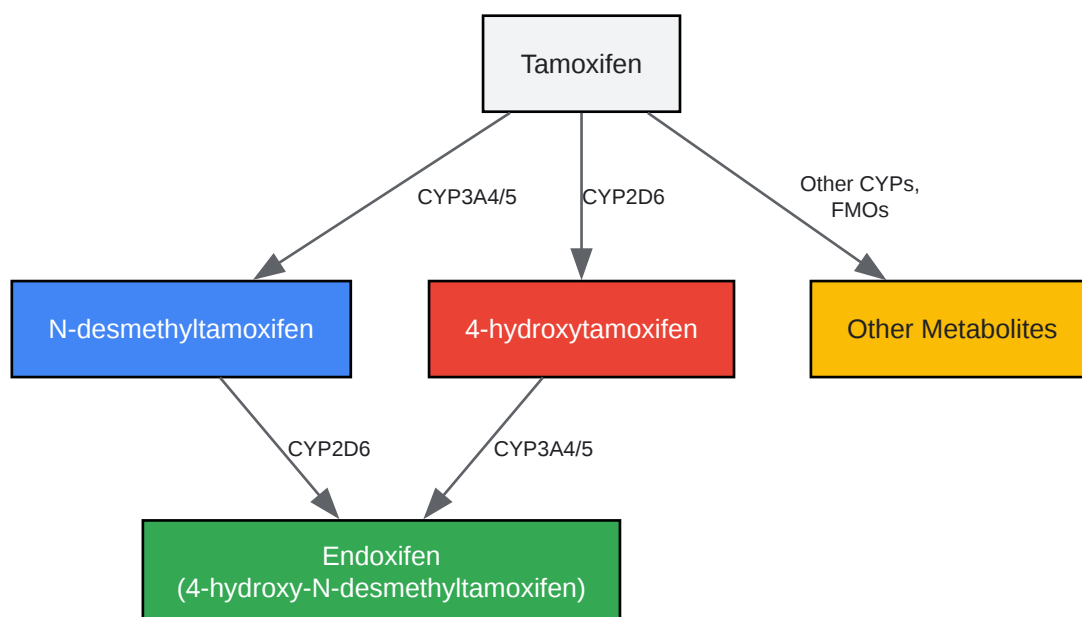 Tamoxifen
CYP3A4/5
CYP2D6
Other CYPs,
FMOs
N-desmethyltamoxifen
4-hydroxytamoxifen
Other Metabolites
CYP2D6
CYP3A4/5
Endoxifen
(4-hydroxy-N-desmethyltamoxifen)